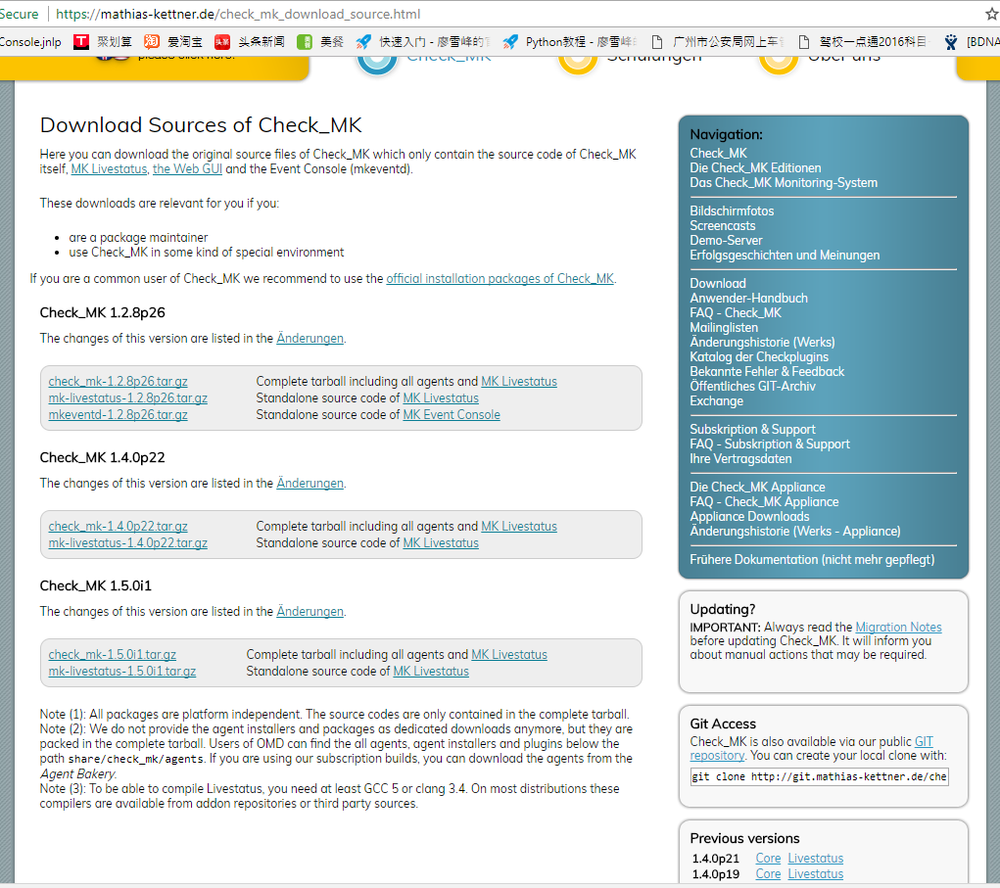 Secure https://mathias-kettner.de/check_mk_download_source.html
Console.jnlp 聚划算 爱淘宝 头条新闻 美餐 快速入门 - 廖雪峰的 Python教程 - 廖雪峰 广州市公安局网上车 驾校一点通2016科目 [BDNA
please click here. Check_MK Schulungen Über uns
Download Sources of Check_MK
Here you can download the original source files of Check_MK which only contain the source code of Check_MK
itself, MK Livestatus, the Web GUI and the Event Console (mkeventd).
These downloads are relevant for you if you:
• are a package maintainer
• use Check_MK in some kind of special environment
If you are a common user of Check_MK we recommend to use the official installation packages of Check_MK.
Check_MK 1.2.8p26
The changes of this version are listed in the Änderungen.
check_mk-1.2.8p26.tar.gz Complete tarball including all agents and MK Livestatus
mk-livestatus-1.2.8p26.tar.gz Standalone source code of MK Livestatus
mkeventd-1.2.8p26.tar.gz Standalone source code of MK Event Console
Check_MK 1.4.0p22
The changes of this version are listed in the Änderungen.
check_mk-1.4.0p22.tar.gz Complete tarball including all agents and MK Livestatus
mk-livestatus-1.4.0p22.tar.gz Standalone source code of MK Livestatus
Check_MK 1.5.0i1
The changes of this version are listed in the Änderungen.
check_mk-1.5.0i1.tar.gz Complete tarball including all agents and MK Livestatus
mk-livestatus-1.5.0i1.tar.gz Standalone source code of MK Livestatus
Note (1): All packages are platform independent. The source codes are only contained in the complete tarball.
Note (2): We do not provide the agent installers and packages as dedicated downloads anymore, but they are
packed in the complete tarball. Users of OMD can find the all agents, agent installers and plugins below the
path share/check_mk/agents. If you are using our subscription builds, you can download the agents from the
Agent Bakery.
Note (3): To be able to compile Livestatus, you need at least GCC 5 or clang 3.4. On most distributions these
compilers are available from addon repositories or third party sources.
Navigation:
Check_MK
Die Check_MK Editionen
Das Check_MK Monitoring-System
Bildschirmfotos
Screencasts
Demo-Server
Erfolgsgeschichten und Meinungen
Download
Anwender-Handbuch
FAQ - Check_MK
Mailinglisten
Änderungshistorie (Werks)
Katalog der Checkplugins
Bekannte Fehler & Feedback
Öffentliches GIT-Archiv
Exchange
Subskription & Support
FAQ - Subskription & Support
Ihre Vertragsdaten
Die Check_MK Appliance
FAQ - Check_MK Appliance
Appliance Downloads
Änderungshistorie (Werks - Appliance)
Frühere Dokumentation (nicht mehr gepflegt)
Updating?
IMPORTANT: Always read the Migration Notes
before updating Check_MK. It will inform you
about manual actions that may be required.
Git Access
Check_MK is also available via our public GIT
repository. You can create your local clone with:
git clone http://git.mathias-kettner.de/che
Previous versions
1.4.0p21 Core Livestatus
1.4.0p19 Core Livestatus